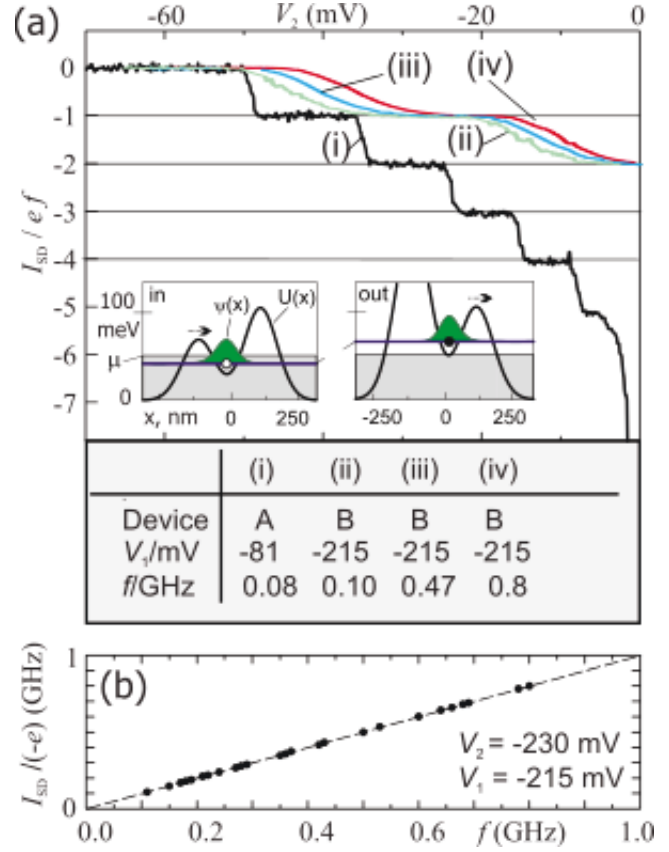 (a)
V₂ (mV)
-60 -40 -20 0
(iii)
(iv)
0
-1
-2
-3
-4
-5
-6
-7
I_SD / e f
(i)
(ii)
in
ψ(x)
U(x)
100
meV
μ
0
x, nm 0 250
out
-250 0 250
(i) (ii) (iii) (iv)
Device A B B B
V₁/mV -81 -215 -215 -215
f/GHz 0.08 0.10 0.47 0.8
(b)
I_SD /(-e) (GHz)
1
0
V₂ = -230 mV
V₁ = -215 mV
0.0 0.2 0.4 0.6 0.8 1.0
f (GHz)